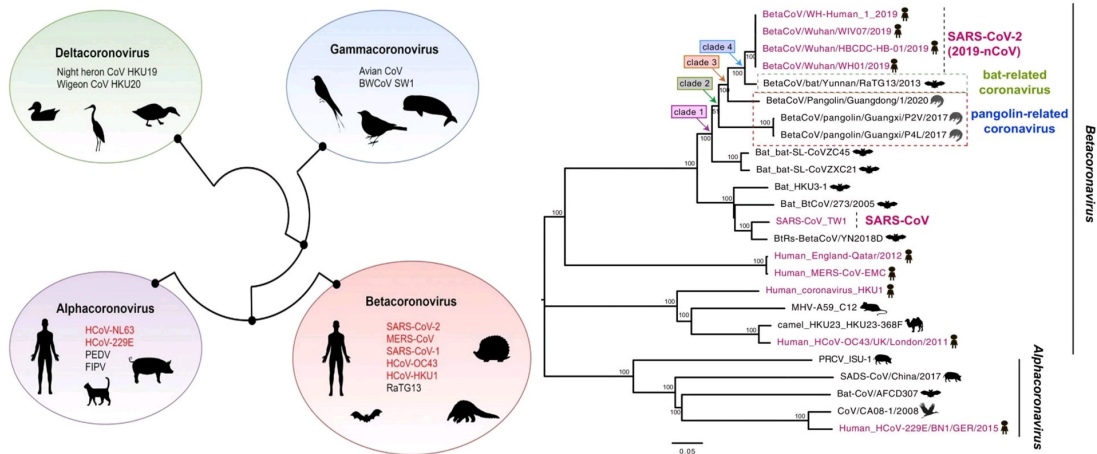 Deltacoronovirus
Night heron CoV HKU19
Wigeon CoV HKU20
Gammacoronovirus
Avian CoV
BWCoV SW1
Alphacoronovirus
HCoV-NL63
HCoV-229E
PEDV
FIPV
Betacoronovirus
SARS-CoV-2
MERS-CoV
SARS-CoV-1
HCoV-OC43
HCoV-HKU1
RaTG13
BetaCoV/WH-Human_1_2019
BetaCoV/Wuhan/WIV07/2019
BetaCoV/Wuhan/HBCDC-HB-01/2019
BetaCoV/Wuhan/WH01/2019
SARS-CoV-2
(2019-nCoV)
clade 4
clade 3
clade 2
clade 1
100
100
100
91
100
100
BetaCoV/bat/Yunnan/RaTG13/2013
bat-related
coronavirus
BetaCoV/Pangolin/Guangdong/1/2020
BetaCoV/pangolin/Guangxi/P2V/2017
BetaCoV/pangolin/Guangxi/P4L/2017
pangolin-related
coronavirus
Bat_bat-SL-CoVZC45
Bat_bat-SL-CoVZXC21
100
Bat_HKU3-1
100
Bat_BtCoV/273/2005
100
SARS-CoV_TW1
SARS-CoV
100
BtRs-BetaCoV/YN2018D
100
Human_England-Qatar/2012
100
Human_MERS-CoV-EMC
Human_coronavirus_HKU1
100
MHV-A59_C12
100
camel_HKU23_HKU23-368F
100
Human_HCoV-OC43/UK/London/2011
Betacoronavirus
PRCV_ISU-1
100
SADS-CoV/China/2017
100
Bat-CoV/AFCD307
100
CoV/CA08-1/2008
100
Human_HCoV-229E/BN1/GER/2015
Alphacoronavirus
0.05